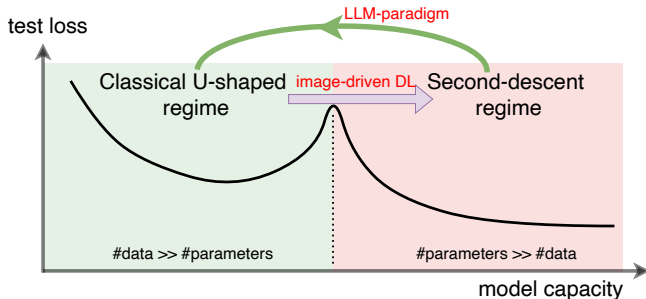 LLM-paradigm
test loss
Classical U-shaped
regime
image-driven DL
Second-descent
regime
#data >> #parameters
#parameters >> #data
model capacity